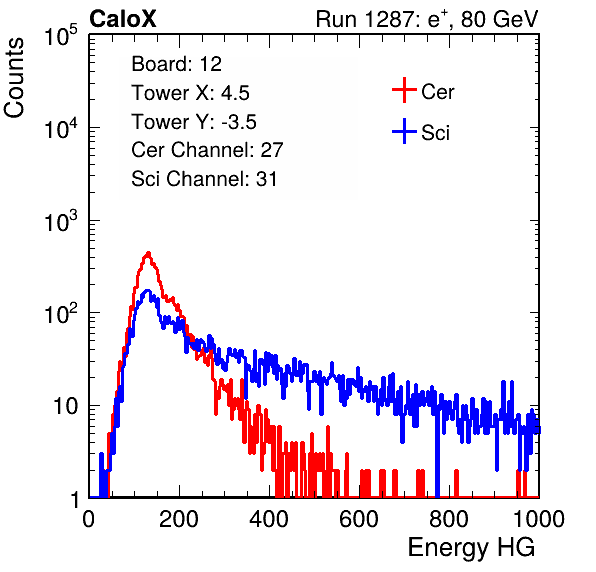 CaloX Run 1287: e⁺, 80 GeV
Counts
Board: 12
Tower X: 4.5
Tower Y: -3.5
Cer Channel: 27
Sci Channel: 31
Cer
Sci
10⁵
10⁴
10³
10²
10
1
0 200 400 600 800 1000
Energy HG